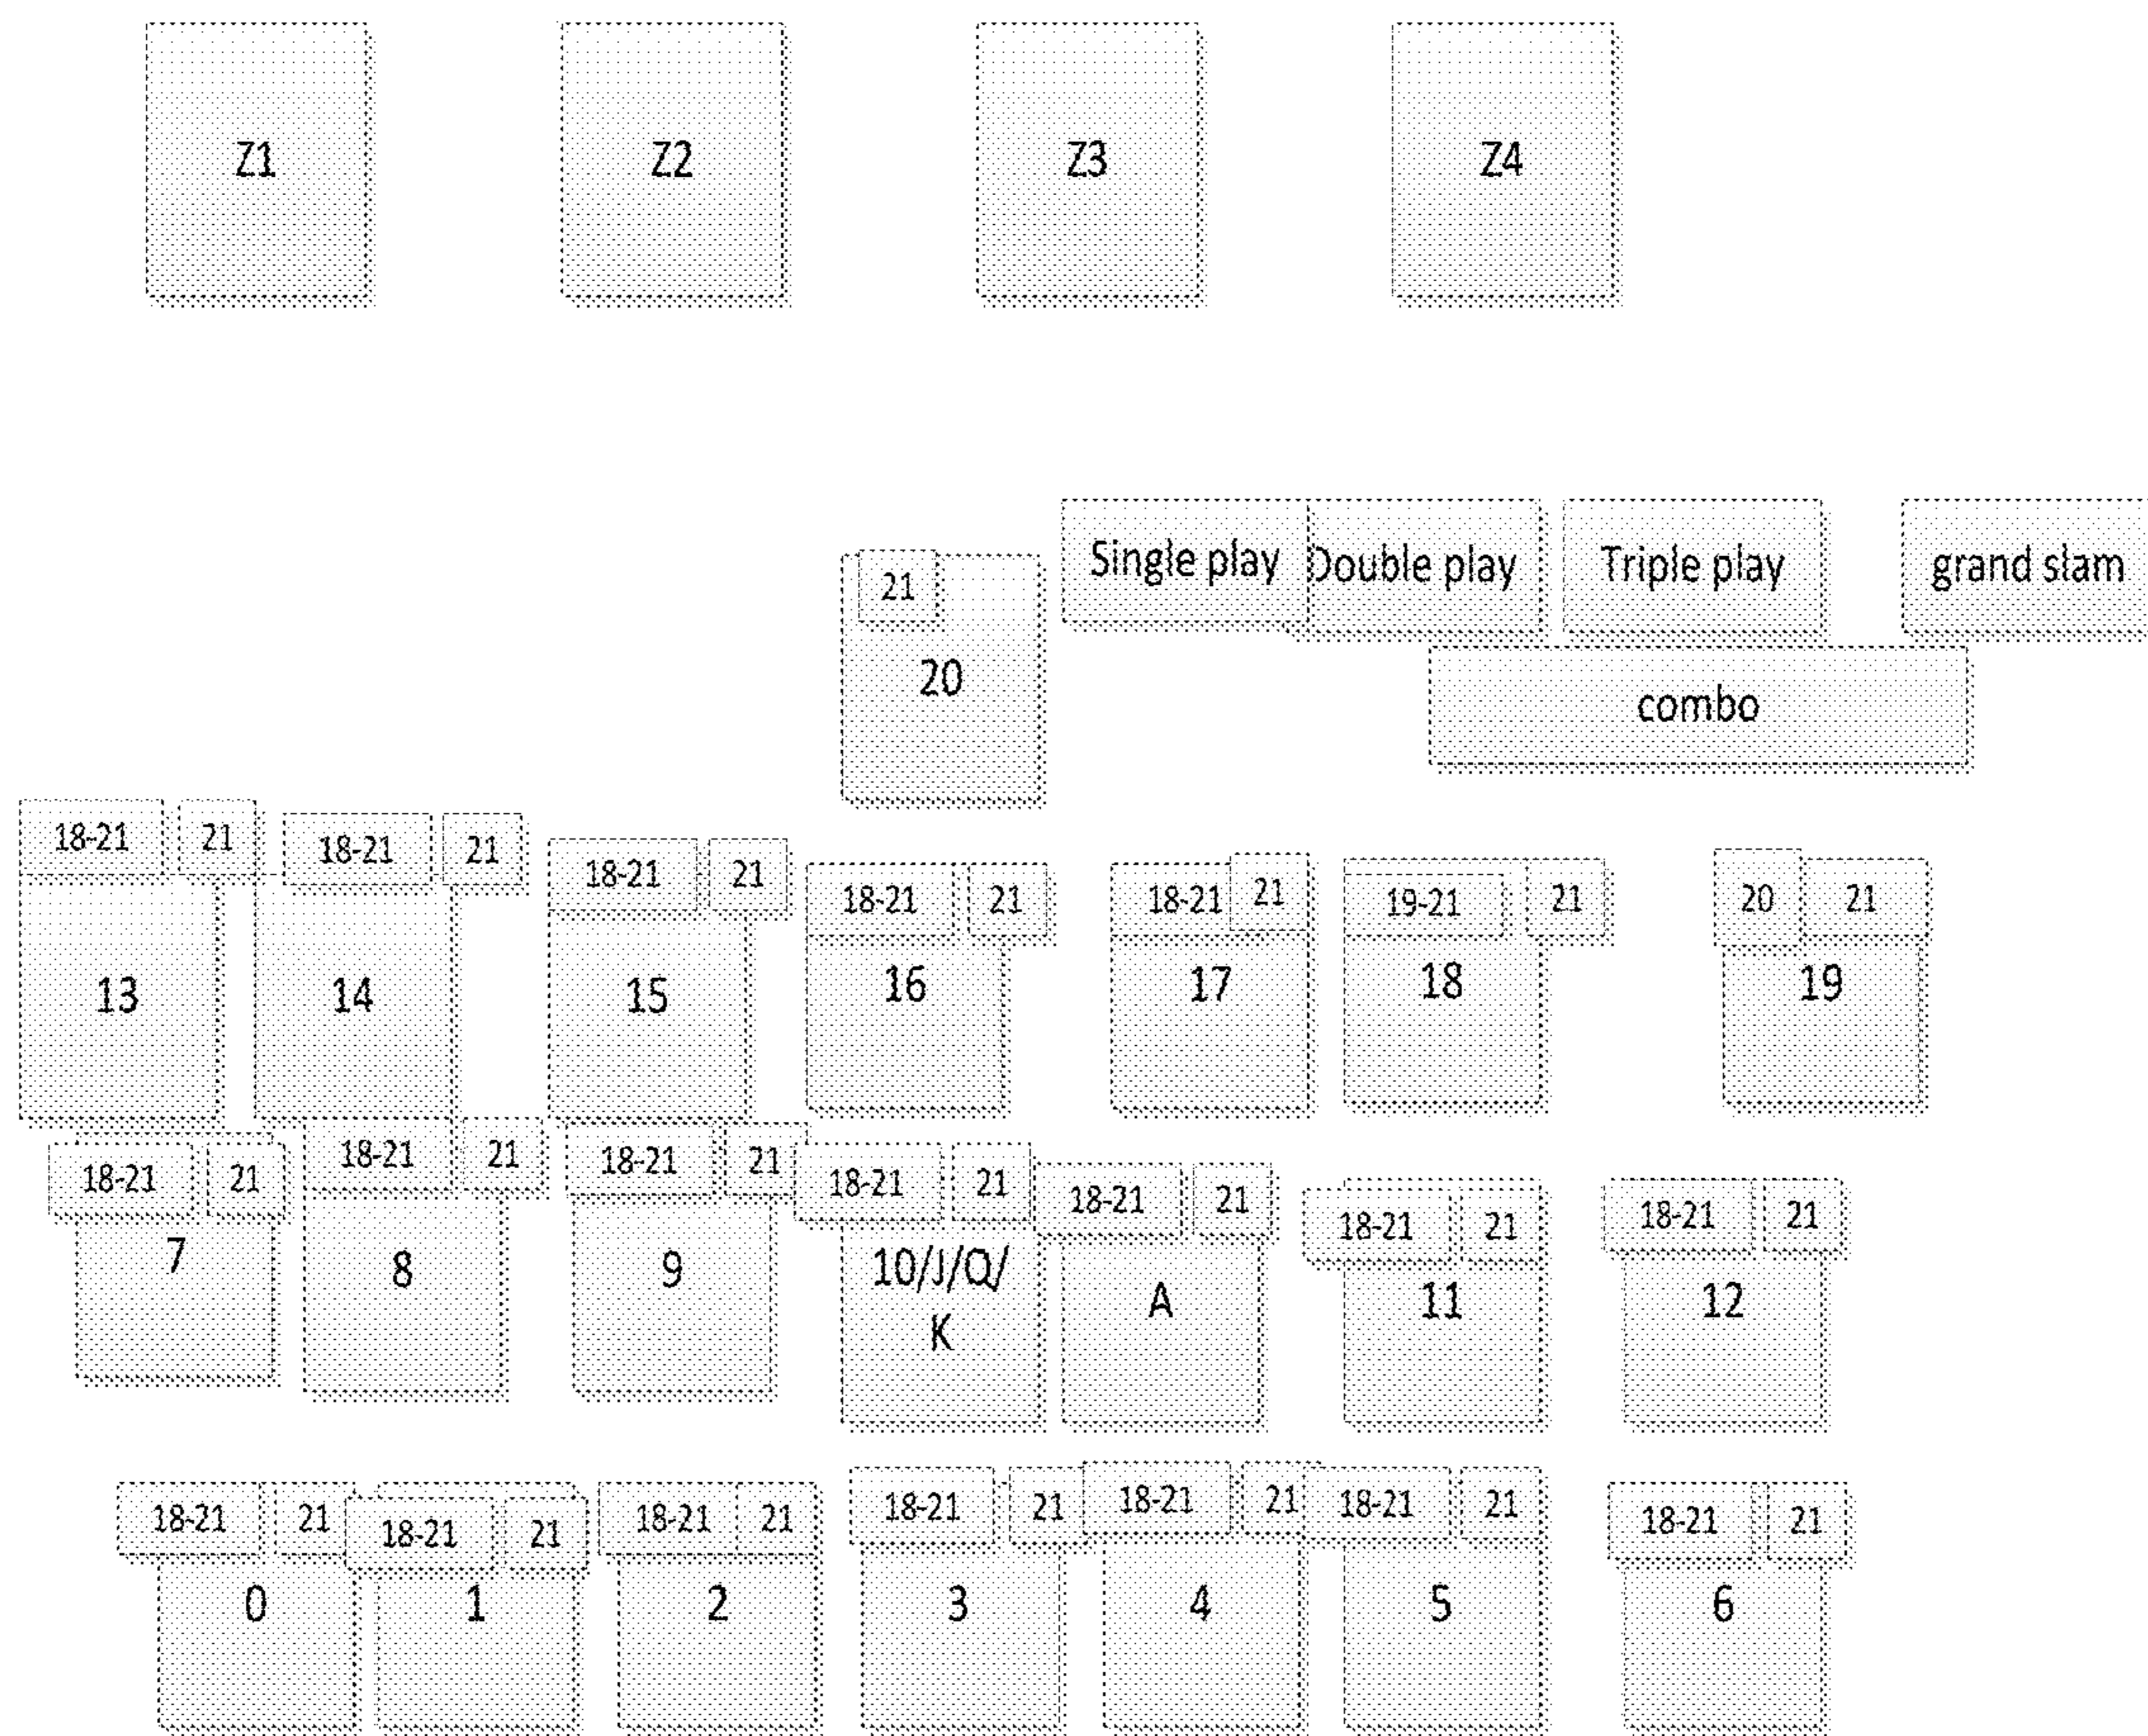 Z1 Z2 Z3 Z4
Single play Double play Triple play grand slam
21
20
combo
18-21 21 18-21 21 18-21 21 18-21 21 18-21 21 19-21 21 20 21
13 14 15 16 17 18 19
18-21 21 18-21 21 18-21 21 18-21 21 18-21 21 18-21 21 18-21 21
7 8 9 10/J/Q/ A 11 12
K
18-21 21 18-21 21 18-21 21 18-21 21 18-21 21 18-21 21 18-21 21
0 1 2 3 4 5 6